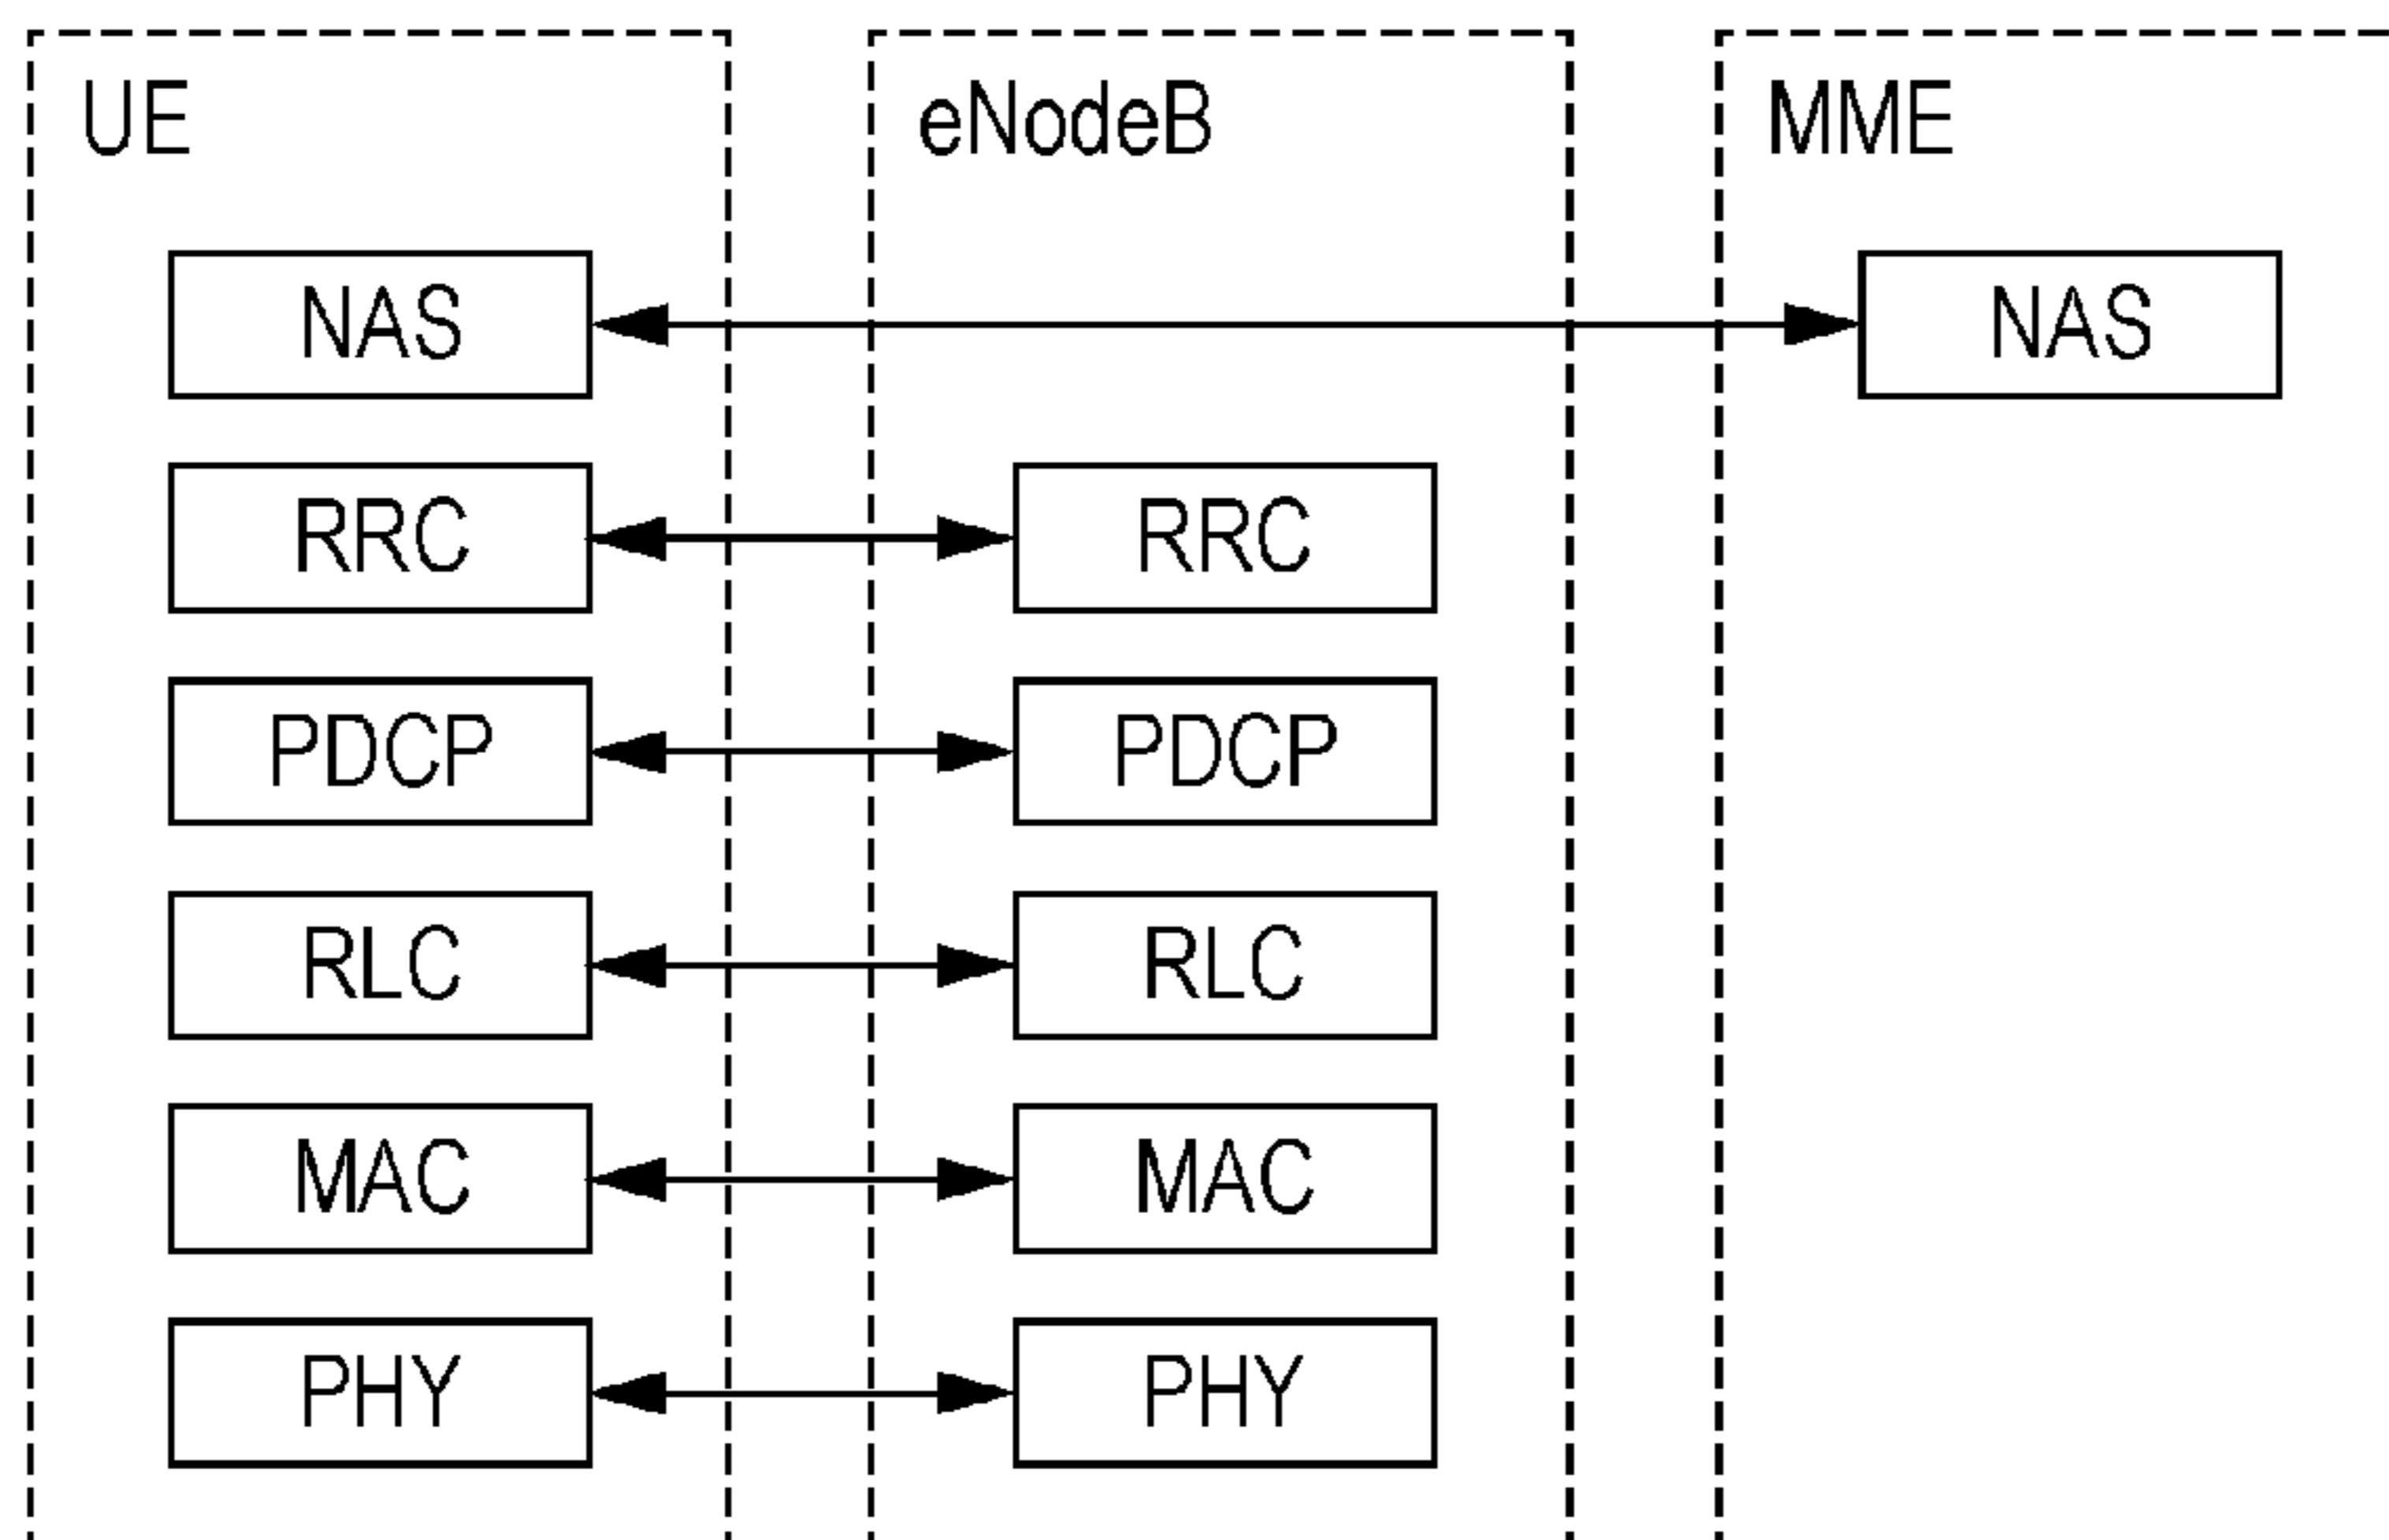 UE
eNodeB
MME
NAS
NAS
RRC
RRC
PDCP
PDCP
RLC
RLC
MAC
MAC
PHY
PHY